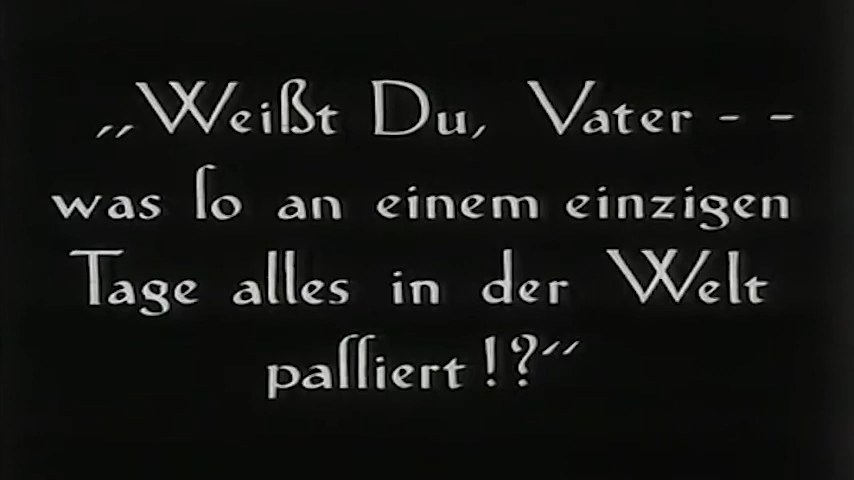 „Weißt Du, Vater - -
was ſo an einem einzigen
Tage alles in der Welt
paſſiert!?“